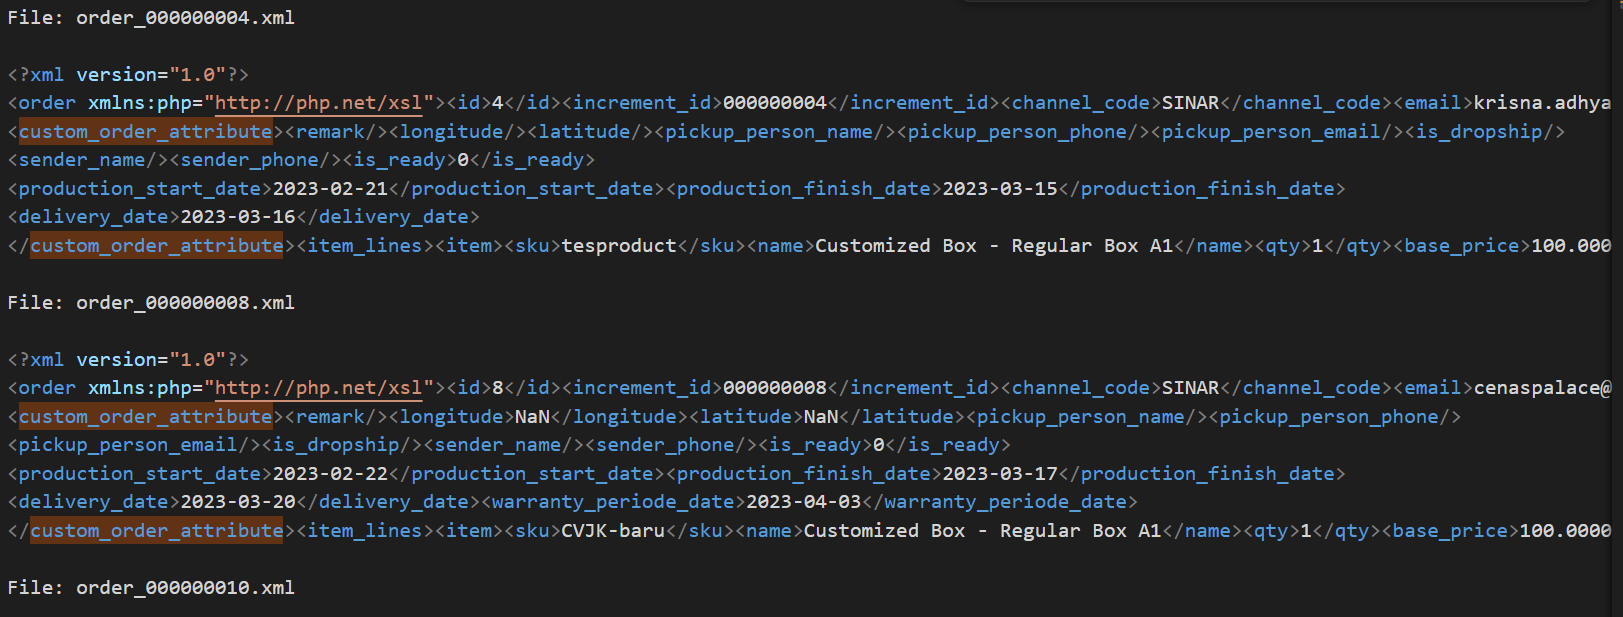 File: order_000000004.xml
<?xml version="1.0"?>
<order xmlns:php="http://php.net/xsl"><id>4</id><increment_id>000000004</increment_id><channel_code>SINAR</channel_code><email>krisna.adhya
<custom_order_attribute><remark/><longitude/><latitude/><pickup_person_name/><pickup_person_phone/><pickup_person_email/><is_dropship/>
<sender_name/><sender_phone/><is_ready>0</is_ready>
<production_start_date>2023-02-21</production_start_date><production_finish_date>2023-03-15</production_finish_date>
<delivery_date>2023-03-16</delivery_date>
</custom_order_attribute><item_lines><item><sku>tesproduct</sku><name>Customized Box - Regular Box A1</name><qty>1</qty><base_price>100.000
File: order_000000008.xml
<?xml version="1.0"?>
<order xmlns:php="http://php.net/xsl"><id>8</id><increment_id>000000008</increment_id><channel_code>SINAR</channel_code><email>cenaspalace@
<custom_order_attribute><remark/><longitude>NaN</longitude><latitude>NaN</latitude><pickup_person_name/><pickup_person_phone/>
<pickup_person_email/><is_dropship/><sender_name/><sender_phone/><is_ready>0</is_ready>
<production_start_date>2023-02-22</production_start_date><production_finish_date>2023-03-17</production_finish_date>
<delivery_date>2023-03-20</delivery_date><warranty_periode_date>2023-04-03</warranty_periode_date>
</custom_order_attribute><item_lines><item><sku>CVJK-baru</sku><name>Customized Box - Regular Box A1</name><qty>1</qty><base_price>100.0000
File: order_000000010.xml